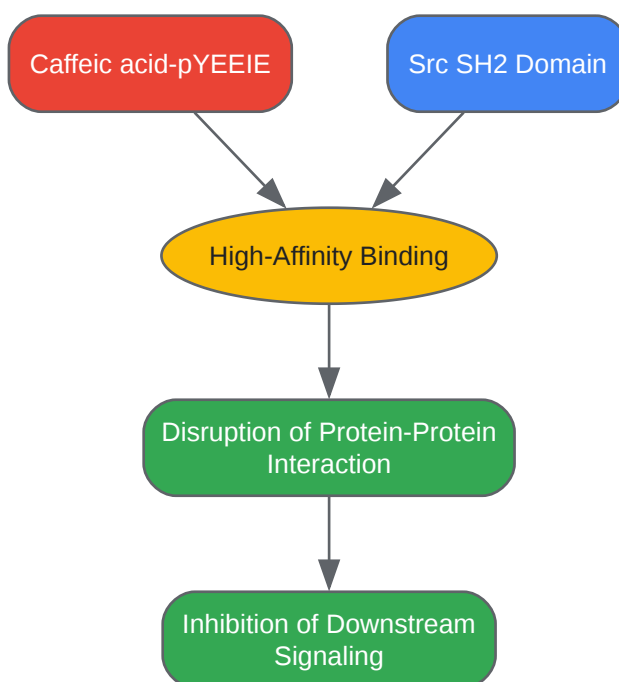 Caffeic acid-pYEEIE
Src SH2 Domain
High-Affinity Binding
Disruption of Protein-Protein
Interaction
Inhibition of Downstream
Signaling